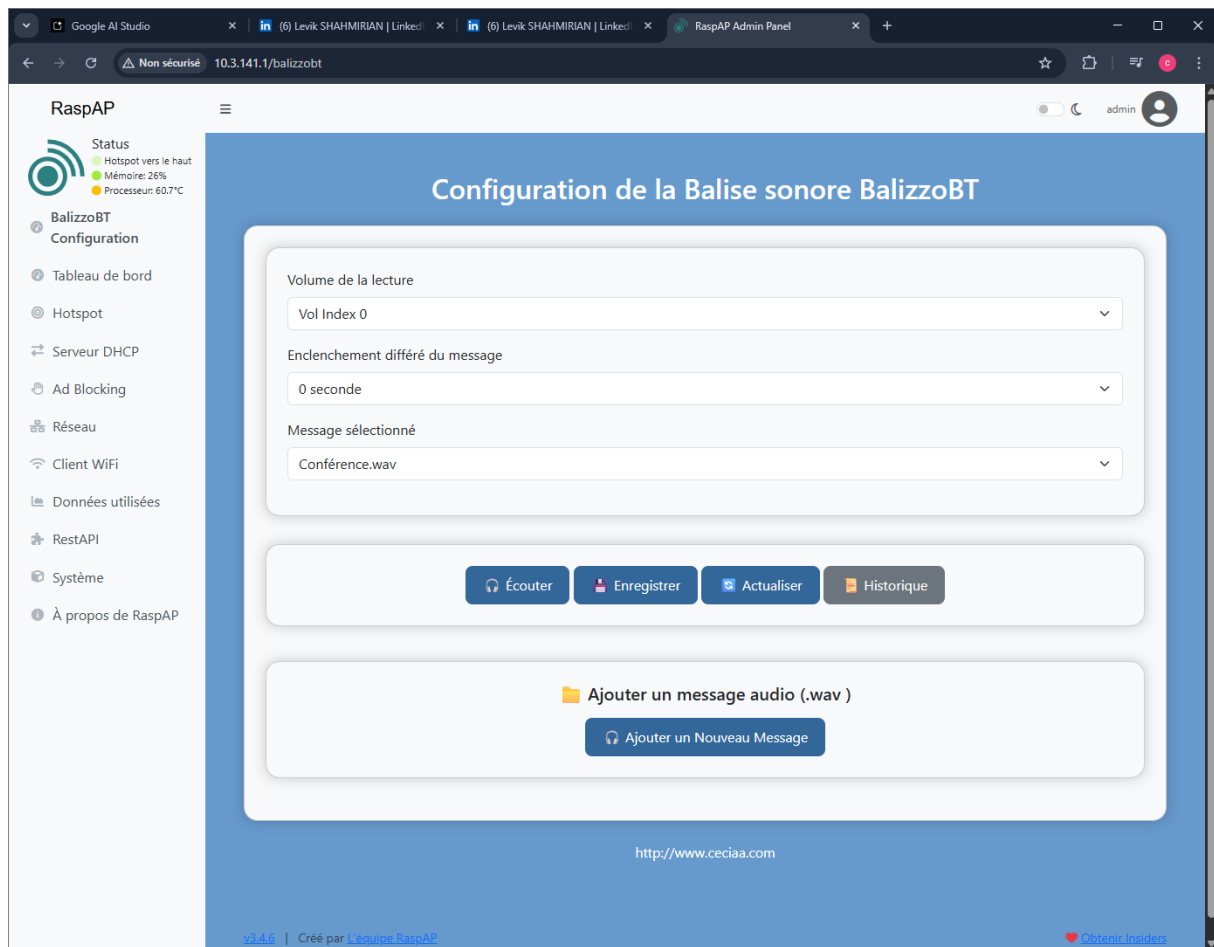 Google AI Studio
(6) Levik SHAHMIRIAN | LinkedI
(6) Levik SHAHMIRIAN | LinkedI
RaspAP Admin Panel
Non sécurisé
10.3.141.1/balizzobt
c
RaspAP
admin
Status
Hotspot vers le haut
Mémoire: 26%
Processeur: 60.7°C
BalizzoBT
Configuration
Tableau de bord
Hotspot
Serveur DHCP
Ad Blocking
Réseau
Client WiFi
Données utilisées
RestAPI
Système
À propos de RaspAP
Configuration de la Balise sonore BalizzoBT
Volume de la lecture
Vol Index 0
Enclenchement différé du message
0 seconde
Message sélectionné
Conférence.wav
Écouter
Enregistrer
Actualiser
Historique
Ajouter un message audio (.wav )
Ajouter un Nouveau Message
http://www.ceciaa.com
v3.4.6 | Créé par L'équipe RaspAP
Obtenir Insiders